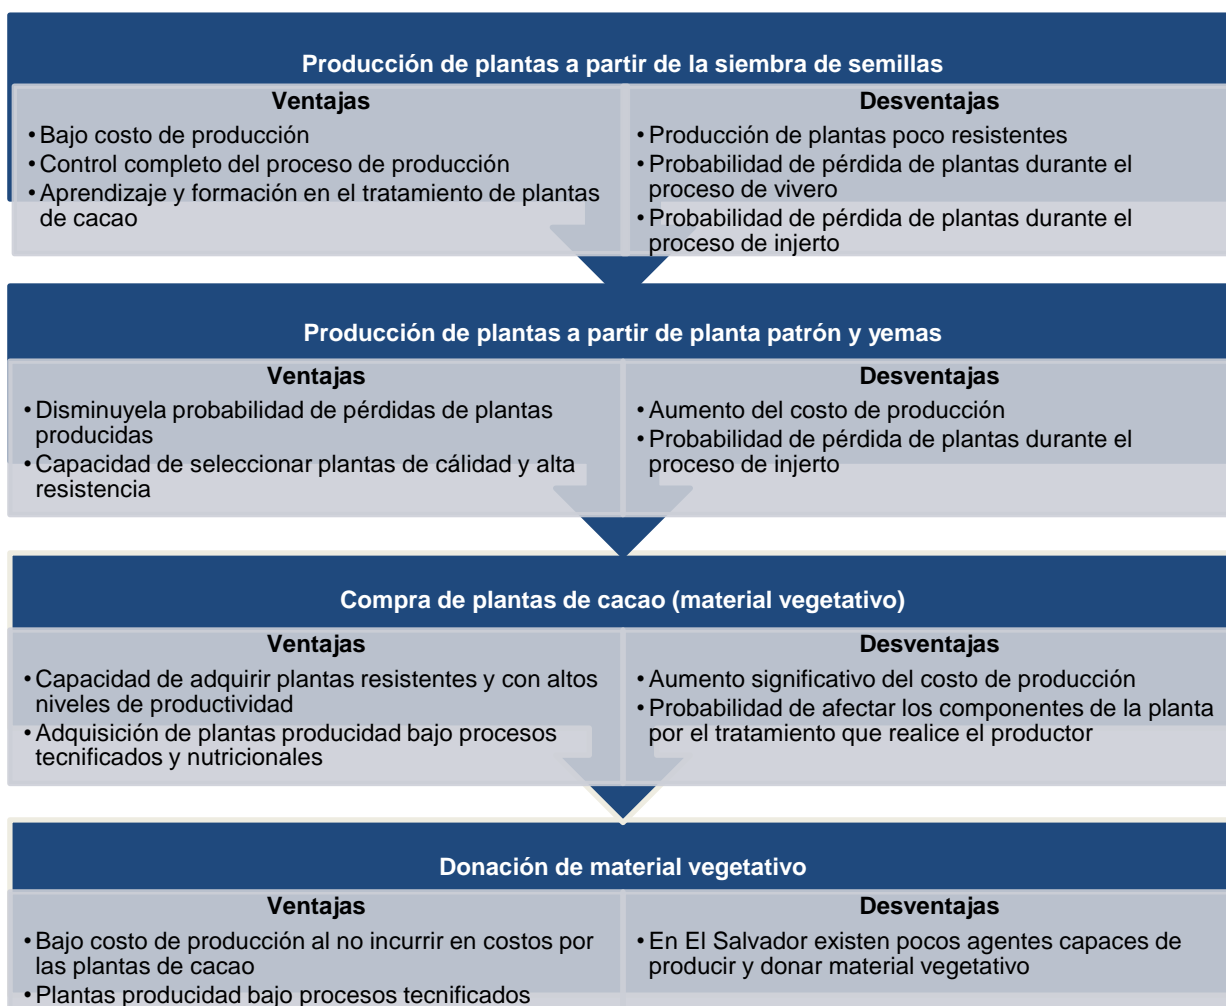 Producción de plantas a partir de la siembra de semillas
Ventajas
• Bajo costo de producción
• Control completo del proceso de producción
• Aprendizaje y formación en el tratamiento de plantas
de cacao
Desventajas
• Producción de plantas poco resistentes
• Probabilidad de pérdida de plantas durante el
proceso de vivero
• Probabilidad de pérdida de plantas durante el
proceso de injerto
Producción de plantas a partir de planta patrón y yemas
Ventajas
• Disminuyela probabilidad de pérdidas de plantas
producidas
• Capacidad de seleccionar plantas de cálidad y alta
resistencia
Desventajas
• Aumento del costo de producción
• Probabilidad de pérdida de plantas durante el
proceso de injerto
Compra de plantas de cacao (material vegetativo)
Ventajas
• Capacidad de adquirir plantas resistentes y con altos
niveles de productividad
• Adquisición de plantas producidad bajo procesos
tecnificados y nutricionales
Desventajas
• Aumento significativo del costo de producción
• Probabilidad de afectar los componentes de la planta
por el tratamiento que realice el productor
Donación de material vegetativo
Ventajas
• Bajo costo de producción al no incurrir en costos por
las plantas de cacao
• Plantas producidad bajo procesos tecnificados
Desventajas
• En El Salvador existen pocos agentes capaces de
producir y donar material vegetativo